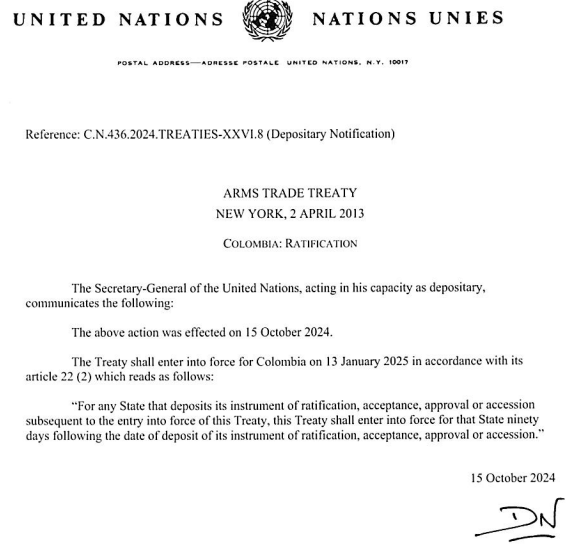 UNITED NATIONS NATIONS UNIES
POSTAL ADDRESS—ADRESSE POSTALE UNITED NATIONS, N.Y. 10017
Reference: C.N.436.2024.TREATIES-XXVI.8 (Depositary Notification)
ARMS TRADE TREATY
NEW YORK, 2 APRIL 2013
COLOMBIA: RATIFICATION
The Secretary-General of the United Nations, acting in his capacity as depositary,
communicates the following:
The above action was effected on 15 October 2024.
The Treaty shall enter into force for Colombia on 13 January 2025 in accordance with its
article 22 (2) which reads as follows:
“For any State that deposits its instrument of ratification, acceptance, approval or accession
subsequent to the entry into force of this Treaty, this Treaty shall enter into force for that State ninety
days following the date of deposit of its instrument of ratification, acceptance, approval or accession.”
15 October 2024
DN